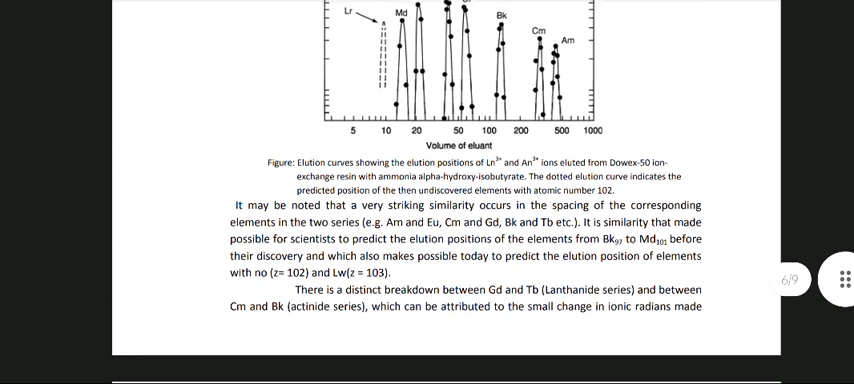 Lr
Md
Bk
Cm
Am
5 10 20 50 100 200 500 1000
Volume of eluant
Figure: Elution curves showing the elution positions of Ln³⁺ and An³⁺ ions eluted from Dowex-50 ion-
exchange resin with ammonia alpha-hydroxy-isobutyrate. The dotted elution curve indicates the
predicted position of the then undiscovered elements with atomic number 102.
It may be noted that a very striking similarity occurs in the spacing of the corresponding
elements in the two series (e.g. Am and Eu, Cm and Gd, Bk and Tb etc.). It is similarity that made
possible for scientists to predict the elution positions of the elements from Bk₉₇ to Md₁₀₁ before
their discovery and which also makes possible today to predict the elution position of elements
with no (z= 102) and Lw(z = 103).
There is a distinct breakdown between Gd and Tb (Lanthanide series) and between
Cm and Bk (actinide series), which can be attributed to the small change in ionic radians made
6/9